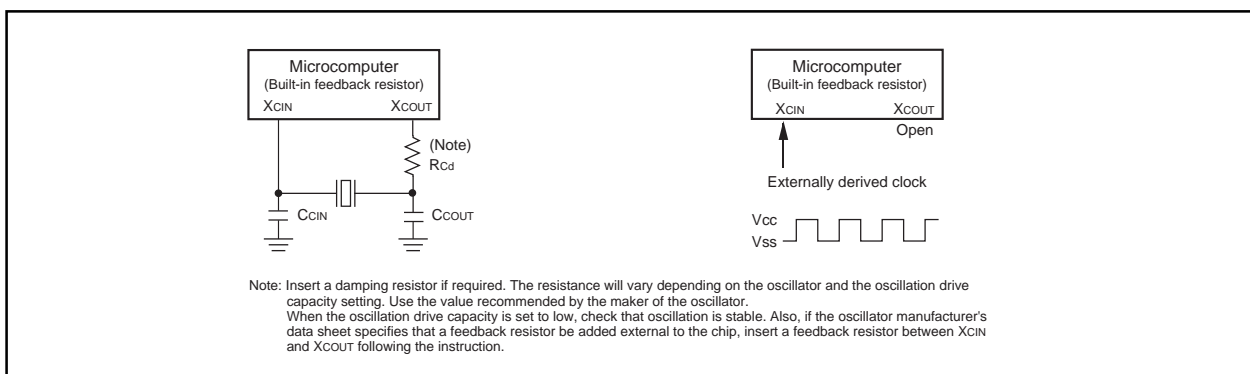 Microcomputer
(Built-in feedback resistor)
XCIN XCOUT
(Note)
RCd
CCIN CCOUT
Microcomputer
(Built-in feedback resistor)
XCIN XCOUT
Open
Externally derived clock
Vcc
Vss
Note: Insert a damping resistor if required. The resistance will vary depending on the oscillator and the oscillation drive
capacity setting. Use the value recommended by the maker of the oscillator.
When the oscillation drive capacity is set to low, check that oscillation is stable. Also, if the oscillator manufacturer's
data sheet specifies that a feedback resistor be added external to the chip, insert a feedback resistor between XCIN
and XCOUT following the instruction.